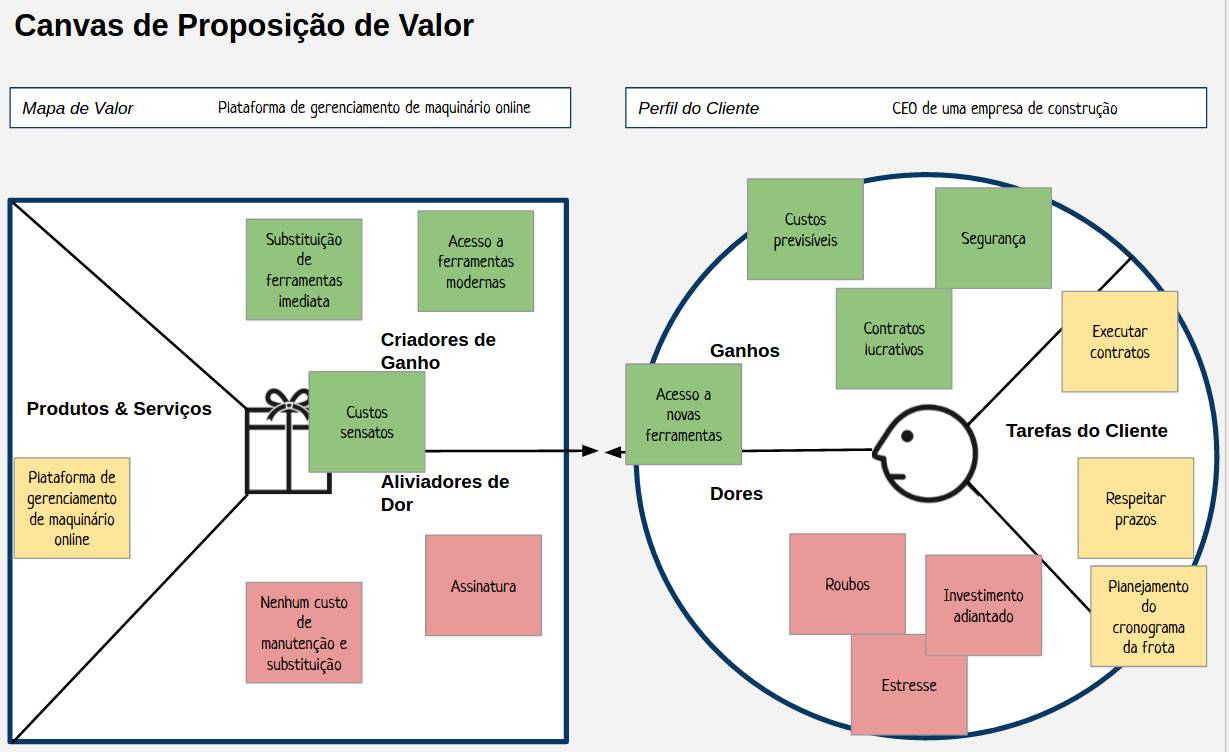 Canvas de Proposição de Valor
Mapa de Valor
Plataforma de gerenciamento de maquinário online
Perfil do Cliente
CEO de uma empresa de construção
Substituição
de
ferramentas
imediata
Acesso a
ferramentas
modernas
Criadores de
Ganho
Produtos & Serviços
Custos
sensatos
Plataforma de
gerenciamento
de maquinário
online
Aliviadores de
Dor
Assinatura
Nenhum custo
de
manutenção e
substituição
Custos
previsíveis
Segurança
Contratos
lucrativos
Executar
contratos
Ganhos
Acesso a
novas
ferramentas
Tarefas do Cliente
Dores
Respeitar
prazos
Roubos
Investimento
adiantado
Planejamento
do
cronograma
da frota
Estresse